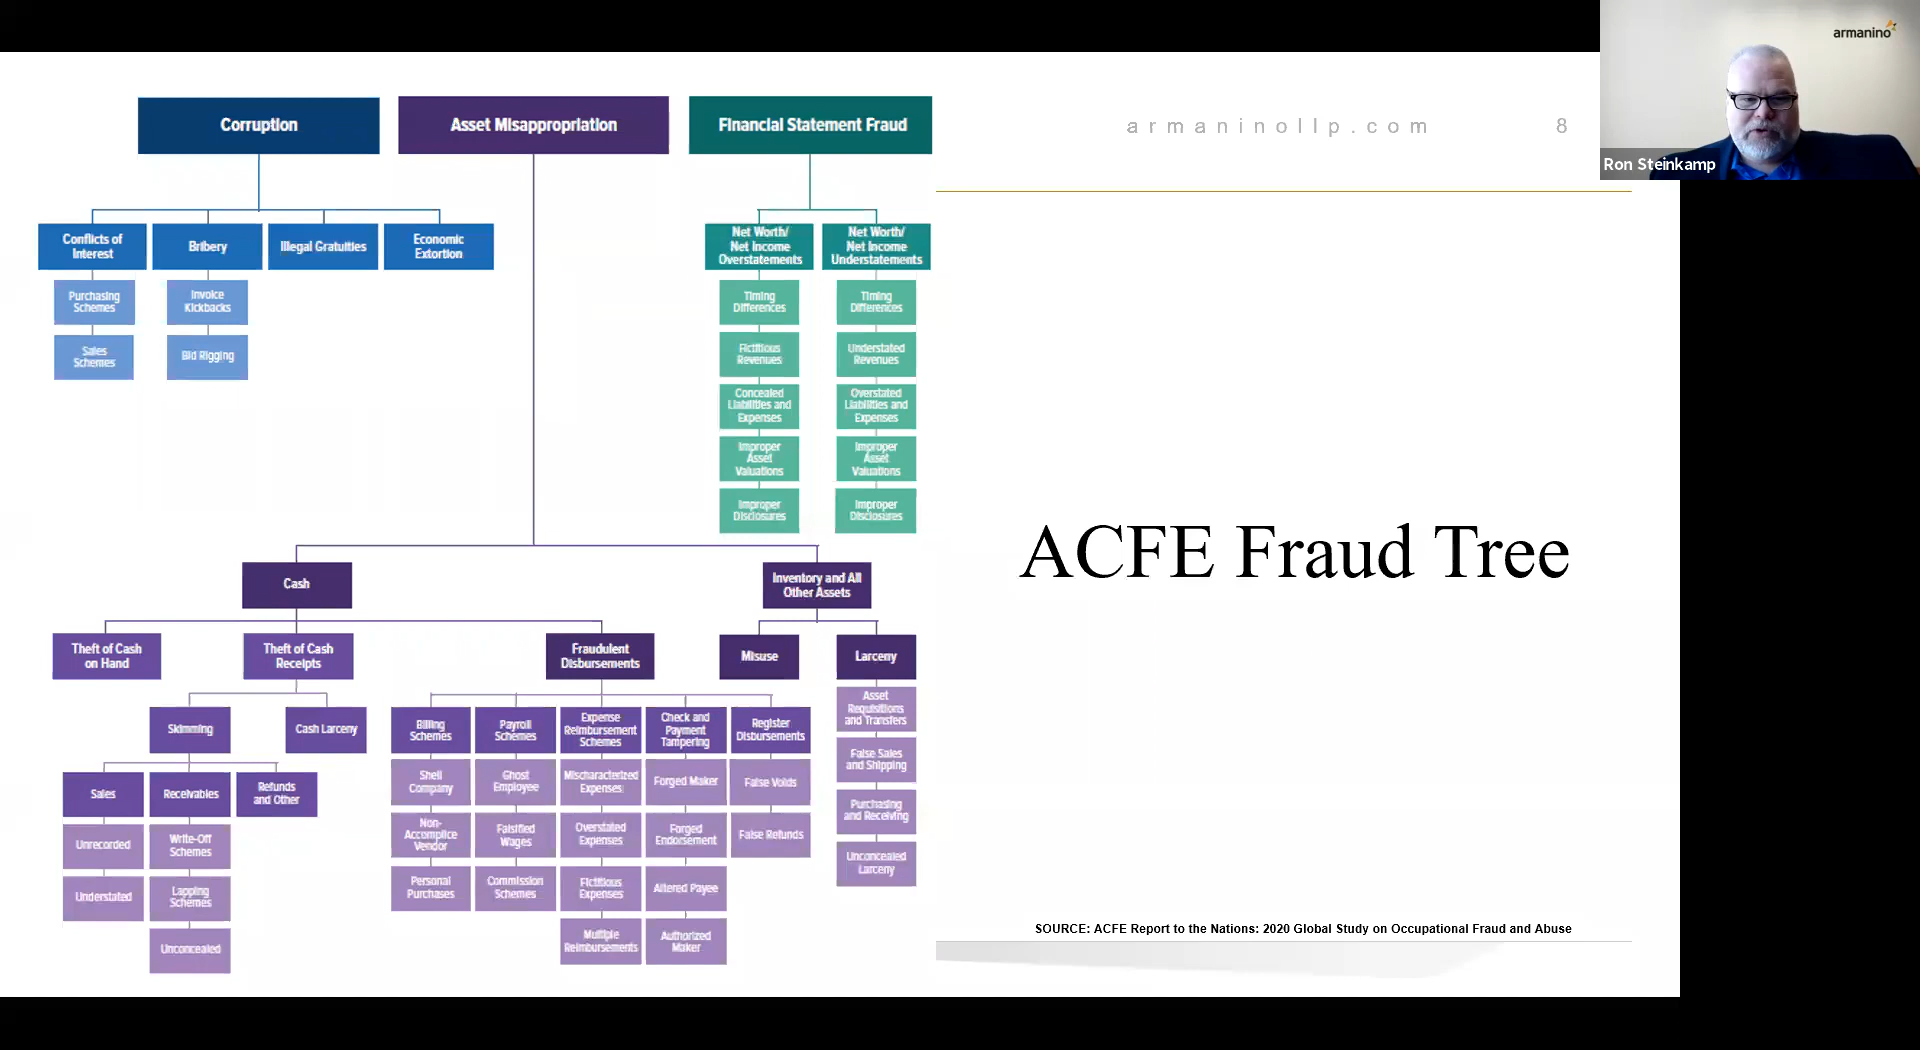 Corruption
Asset Misappropriation
Financial Statement Fraud
armaninollp.com
8
armanino
Ron Steinkamp
Conflicts of
Interest
Bribery
Illegal Gratuities
Economic
Extortion
Net Worth/
Net Income
Overstatements
Net Worth/
Net Income
Understatements
Purchasing
Schemes
Invoice
Kickbacks
Timing
Differences
Timing
Differences
Sales
Schemes
Bid Rigging
Fictitious
Revenues
Understated
Revenues
Concealed
Liabilities and
Expenses
Overstated
Liabilities and
Expenses
Improper
Asset
Valuations
Improper
Asset
Valuations
Improper
Disclosures
Improper
Disclosures
ACFE Fraud Tree
Cash
Inventory and All
Other Assets
Theft of Cash
on Hand
Theft of Cash
Receipts
Fraudulent
Disbursements
Misuse
Larceny
Skimming
Cash Larceny
Billing
Schemes
Payroll
Schemes
Expense
Reimbursement
Schemes
Check and
Payment
Tampering
Register
Disbursements
Asset
Requisitions
and Transfers
Sales
Receivables
Refunds
and Other
Shell
Company
Ghost
Employee
Mischaracterized
Expenses
Forged Maker
False Voids
False Sales
and Shipping
Unrecorded
Write-Off
Schemes
Non-
Accomplice
Vendor
Falsified
Wages
Overstated
Expenses
Forged
Endorsement
False Refunds
Purchasing
and Receiving
Understated
Lapping
Schemes
Personal
Purchases
Commission
Schemes
Fictitious
Expenses
Altered Payee
Unconcealed
Larceny
Unconcealed
Multiple
Reimbursements
Authorized
Maker
SOURCE: ACFE Report to the Nations: 2020 Global Study on Occupational Fraud and Abuse